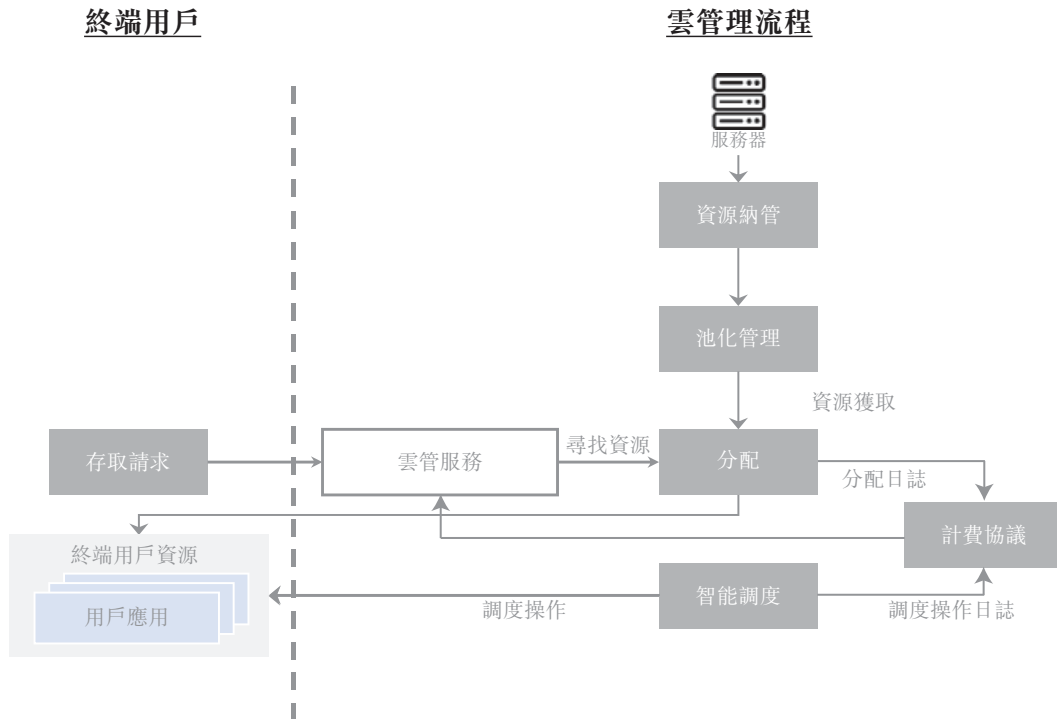 終端用戶
雲管理流程
服務器
資源納管
池化管理
資源獲取
存取請求
雲管服務
尋找資源
分配
分配日誌
計費協議
終端用戶資源
用戶應用
調度操作
智能調度
調度操作日誌